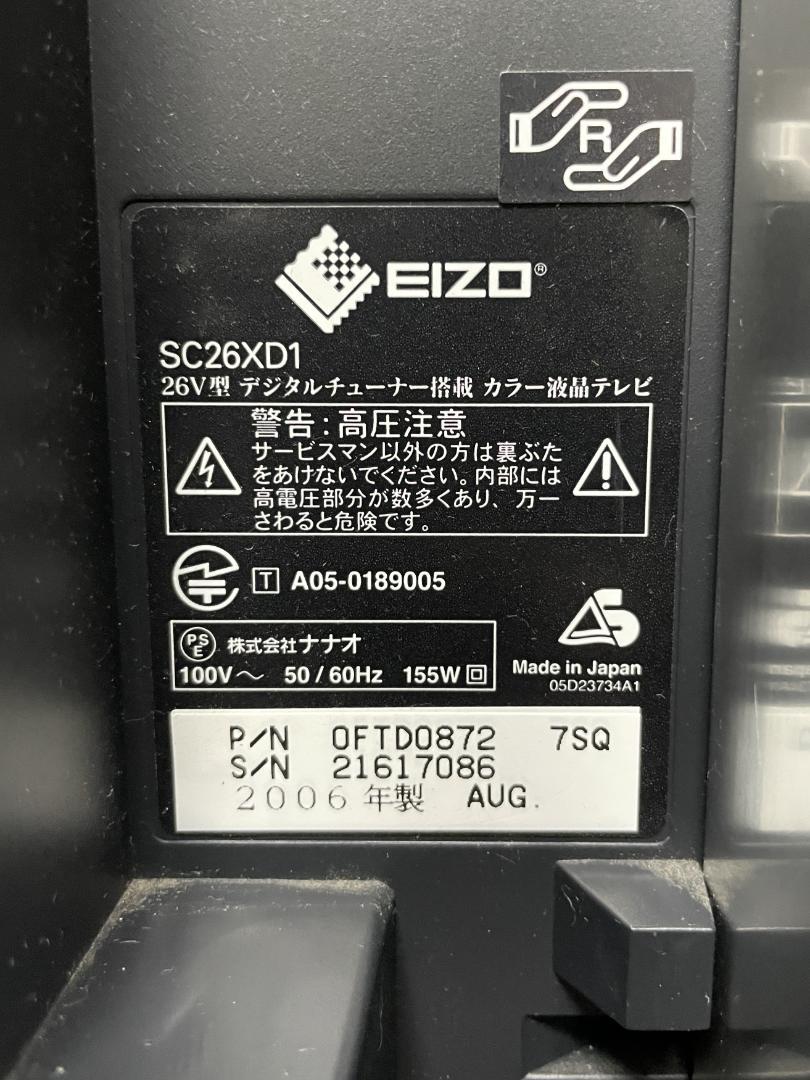 R
EIZO®
SC26XD1
26V型 デジタルチューナー搭載 カラー液晶テレビ
警告:高圧注意
サービスマン以外の方は裏ぶた
をあけないでください。内部には
高電圧部分が数多くあり、万一
さわると危険です。
T A05-0189005
PSE 株式会社ナナオ
100V～ 50/60Hz 155W
S
Made in Japan
05D23734A1
P/N 0FTD0872 7SQ
S/N 21617086
2006年製 AUG.